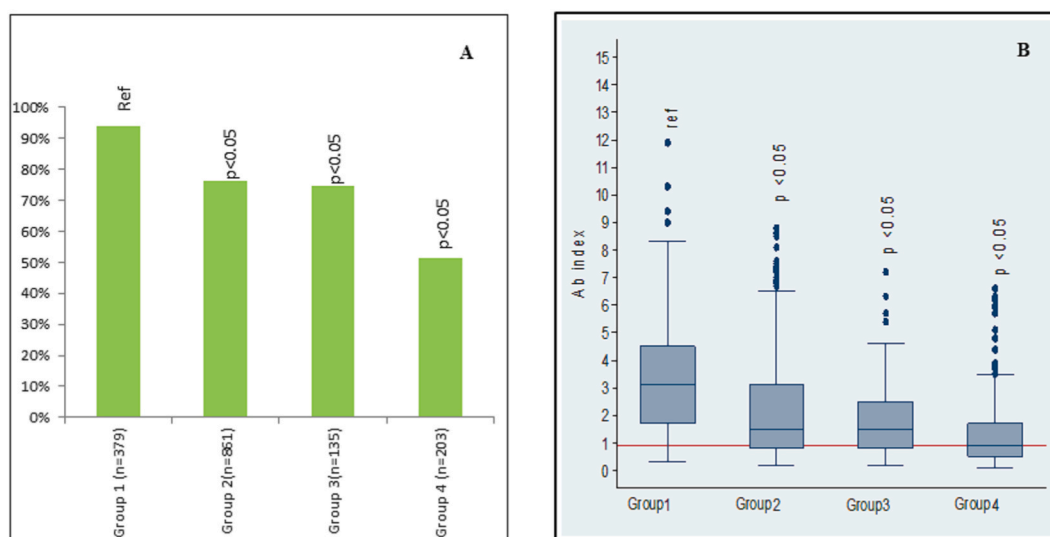 A
Ref
p<0.05
p<0.05
p<0.05
100%
90%
80%
70%
60%
50%
40%
30%
20%
10%
0%
Group 1 (n=379)
Group 2(n=861)
Group 3(n=135)
Group 4 (n=203)
B
Ab index
15
14
13
12
11
10
9
8
7
6
5
4
3
2
1
0
ref
p <0.05
p <0.05
p <0.05
Group1
Group2
Group3
Group4